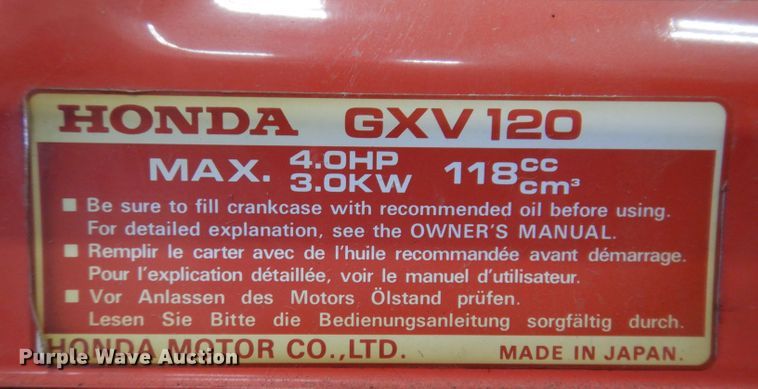 HONDA GXV120
MAX. 4.0HP 118cc
3.0KW cm³
■ Be sure to fill crankcase with recommended oil before using.
For detailed explanation, see the OWNER'S MANUAL.
■ Remplir le carter avec de l'huile recommandée avant démarrage.
Pour l'explication détaillée, voir le manuel d'utilisateur.
■ Vor Anlassen des Motors Ölstand prüfen.
Lesen Sie Bitte die Bedienungsanleitung sorgfältig durch.
HONDA MOTOR CO.,LTD. MADE IN JAPAN.
Purple Wave Auction